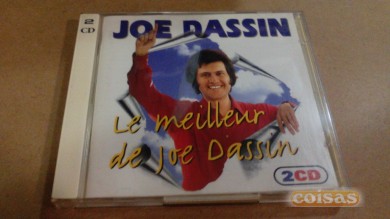 2
CD
JOE DASSIN
Le meilleur
de Joe Dassin
2CD
coisas